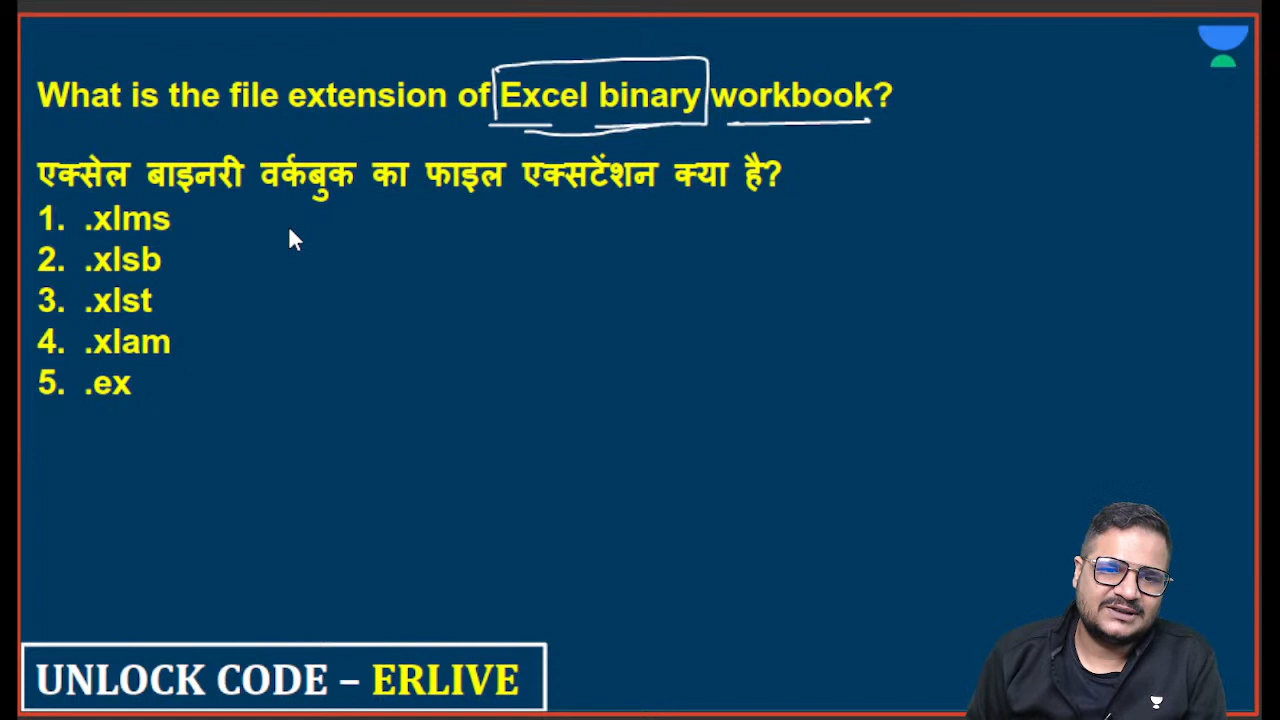 What is the file extension of Excel binary workbook?
एक्सेल बाइनरी वर्कबुक का फाइल एक्सटेंशन क्या है?
1. .xlms
2. .xlsb
3. .xlst
4. .xlam
5. .ex
UNLOCK CODE – ERLIVE